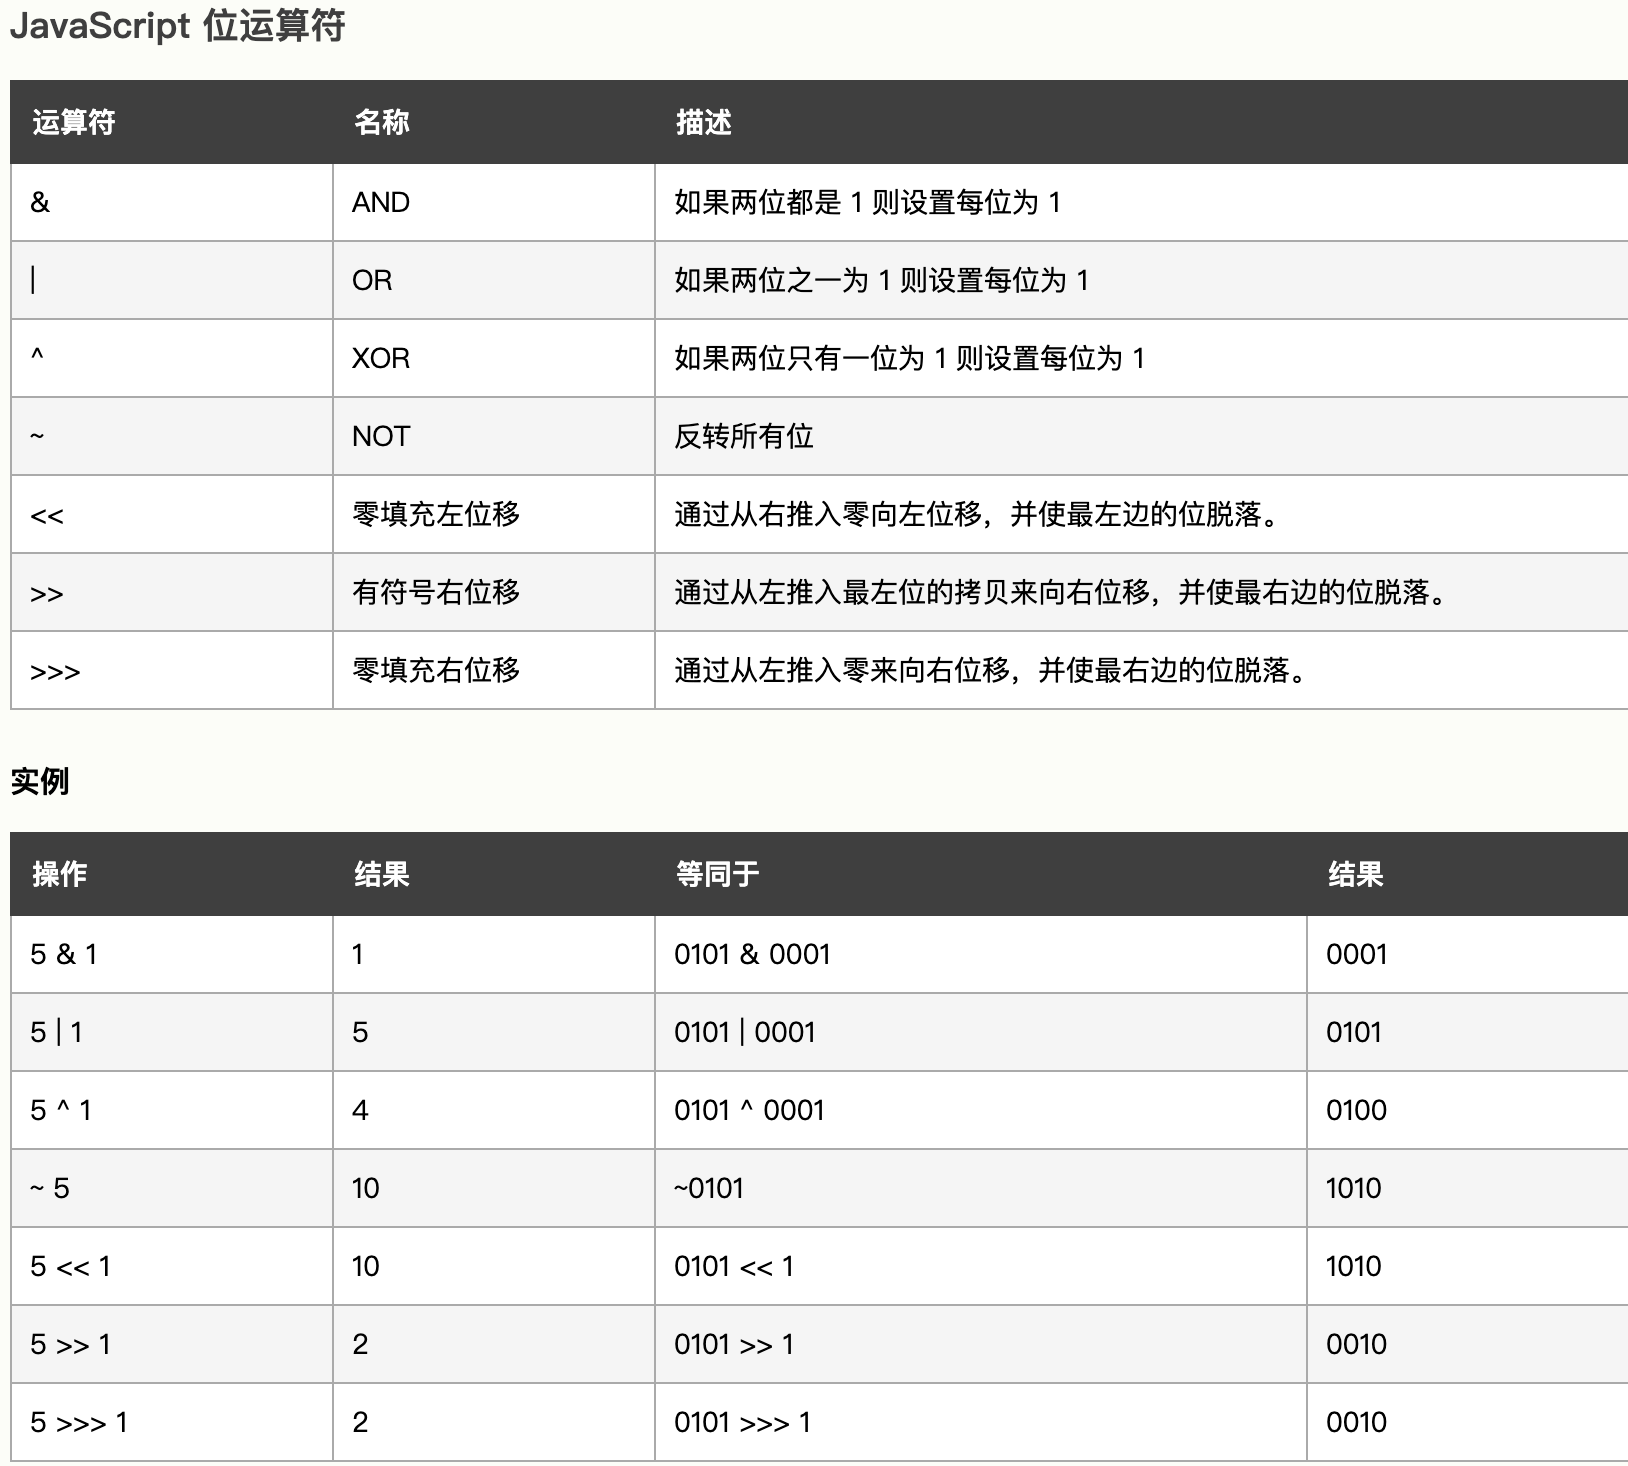 JavaScript 位运算符
运算符 名称 描述
& AND 如果两位都是 1 则设置每位为 1
| OR 如果两位之一为 1 则设置每位为 1
^ XOR 如果两位只有一位为 1 则设置每位为 1
~ NOT 反转所有位
<< 零填充左位移 通过从右推入零向左位移，并使最左边的位脱落。
>> 有符号右位移 通过从左推入最左位的拷贝来向右位移，并使最右边的位脱落。
>>> 零填充右位移 通过从左推入零来向右位移，并使最右边的位脱落。
实例
操作 结果 等同于 结果
5 & 1 1 0101 & 0001 0001
5 | 1 5 0101 | 0001 0101
5 ^ 1 4 0101 ^ 0001 0100
~ 5 10 ~0101 1010
5 << 1 10 0101 << 1 1010
5 >> 1 2 0101 >> 1 0010
5 >>> 1 2 0101 >>> 1 0010